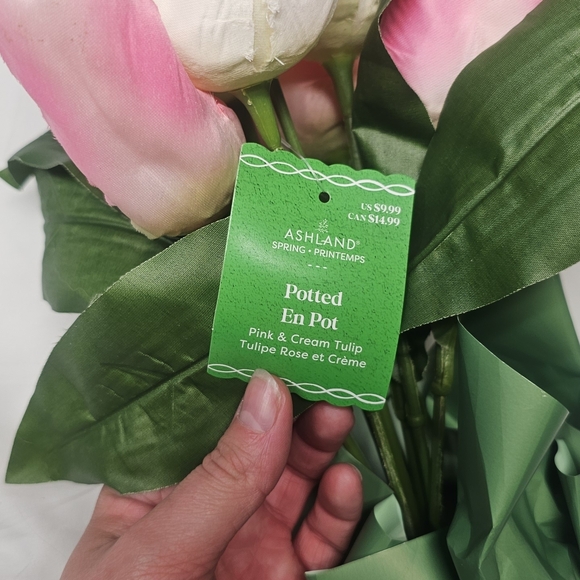 US $9.99
CAN $14.99
ASHLAND®
SPRING • PRINTEMPS
Potted
En Pot
Pink & Cream Tulip
Tulipe Rose et Crème